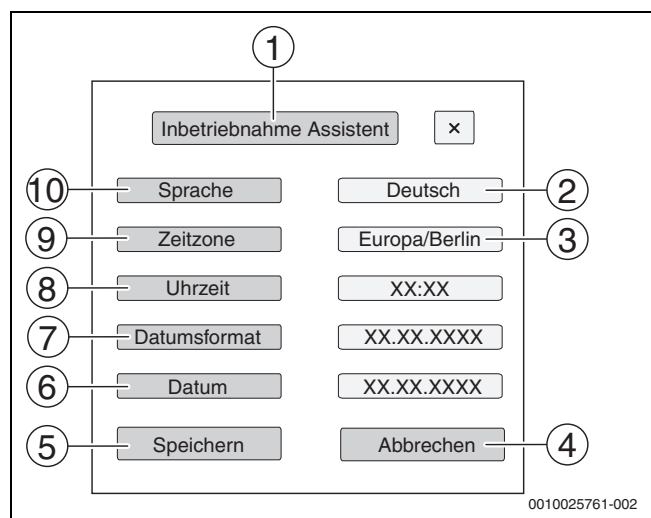 1
Inbetriebnahme Assistent ×
10 Sprache Deutsch 2
9 Zeitzone Europa/Berlin 3
8 Uhrzeit XX:XX
7 Datumsformat XX.XX.XXXX
6 Datum XX.XX.XXXX
5 Speichern Abbrechen 4
0010025761-002